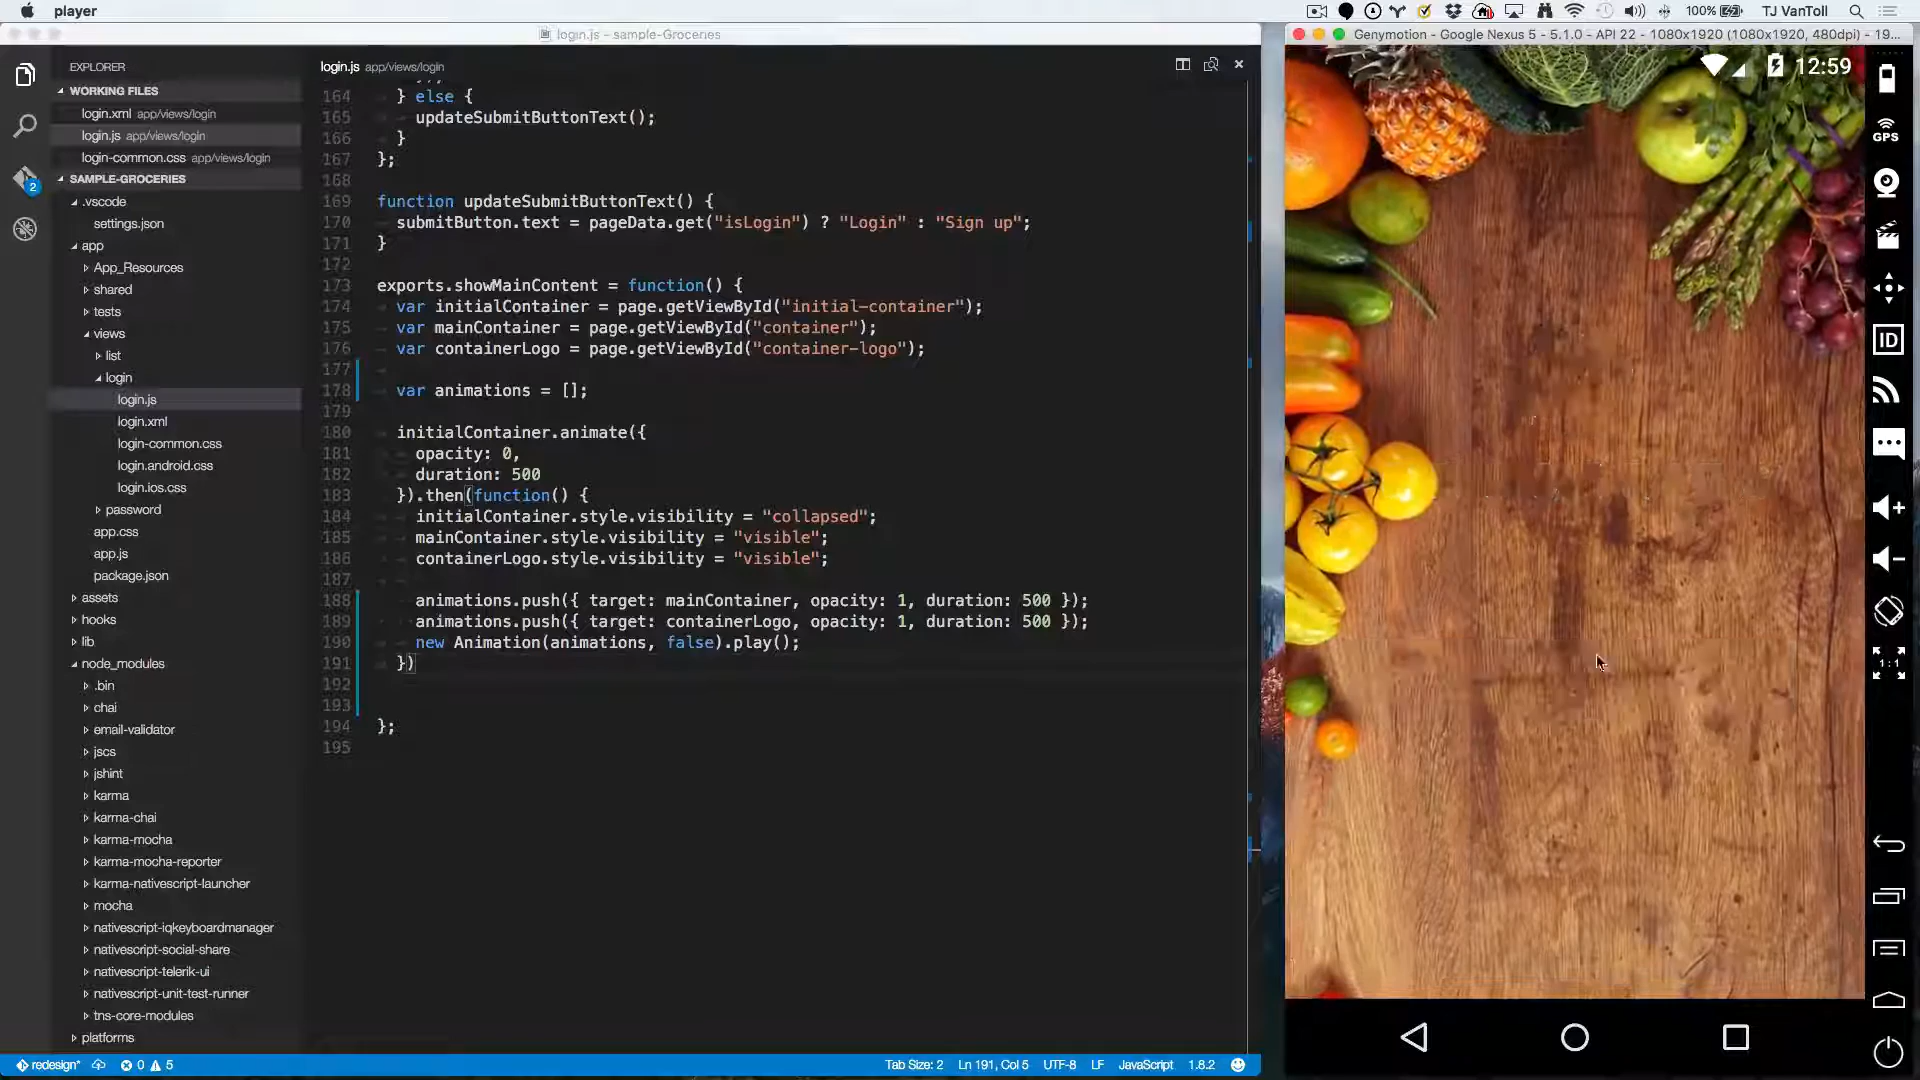 player
100%
TJ VanToll
login.js – sample-Groceries
Genymotion - Google Nexus 5 - 5.1.0 - API 22 - 1080x1920 (1080x1920, 480dpi) - 19...
EXPLORER
WORKING FILES
login.xml app/views/login
login.js app/views/login
login-common.css app/views/login
SAMPLE-GROCERIES
.vscode
settings.json
app
App_Resources
shared
tests
views
list
login
login.js
login.xml
login-common.css
login.android.css
login.ios.css
password
app.css
app.js
package.json
assets
hooks
lib
node_modules
.bin
chai
email-validator
jscs
jshint
karma
karma-chai
karma-mocha
karma-mocha-reporter
karma-nativescript-launcher
mocha
nativescript-iqkeyboardmanager
nativescript-social-share
nativescript-telerik-ui
nativescript-unit-test-runner
tns-core-modules
platforms
2
login.js app/views/login
164 } else {
165 updateSubmitButtonText();
166 }
167 };
168
169 function updateSubmitButtonText() {
170 submitButton.text = pageData.get("isLogin") ? "Login" : "Sign up";
171 }
172
173 exports.showMainContent = function() {
174 var initialContainer = page.getViewById("initial-container");
175 var mainContainer = page.getViewById("container");
176 var containerLogo = page.getViewById("container-logo");
177
178 var animations = [];
179
180 initialContainer.animate({
181 opacity: 0,
182 duration: 500
183 }).then(function() {
184 initialContainer.style.visibility = "collapsed";
185 mainContainer.style.visibility = "visible";
186 containerLogo.style.visibility = "visible";
187
188 animations.push({ target: mainContainer, opacity: 1, duration: 500 });
189 animations.push({ target: containerLogo, opacity: 1, duration: 500 });
190 new Animation(animations, false).play();
191 })
192
193
194 };
195
12:59
GPS
ID
1:1
redesign* 0 5
Tab Size: 2 Ln 191, Col 5 UTF-8 LF JavaScript 1.8.2